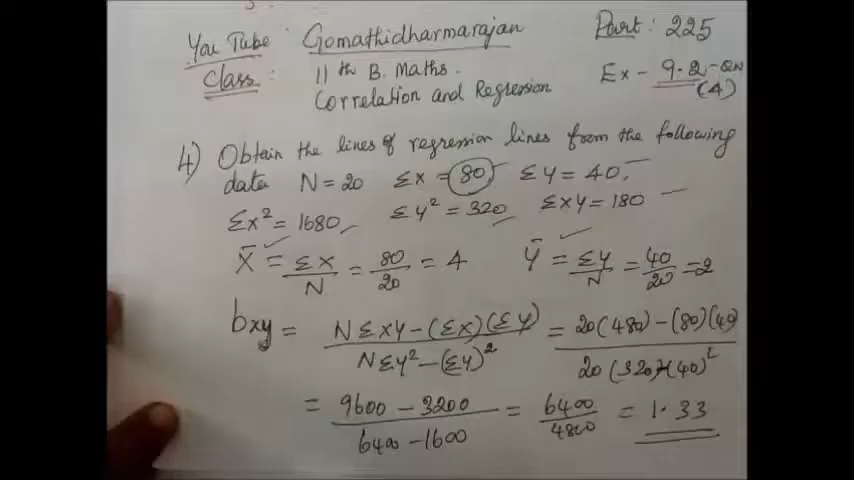 You Tube : Gomathidharmarajan Part: 225
Class : 11th B. Maths. Ex - 9.2 - QN
Correlation and Regression (4)
4) Obtain the lines of regression lines from the following
data N = 20 Σx = 80 Σy = 40,
Σx² = 1680, Σy² = 320 Σxy = 180
X̄ = Σx/N = 80/20 = 4 Ȳ = Σy/N = 40/20 = 2
bxy = NΣxy - (Σx)(Σy) / NΣy² - (Σy)² = 20(480) - (80)(40) / 20(320) - (40)²
= 9600 - 3200 / 6400 - 1600 = 6400/4800 = 1.33